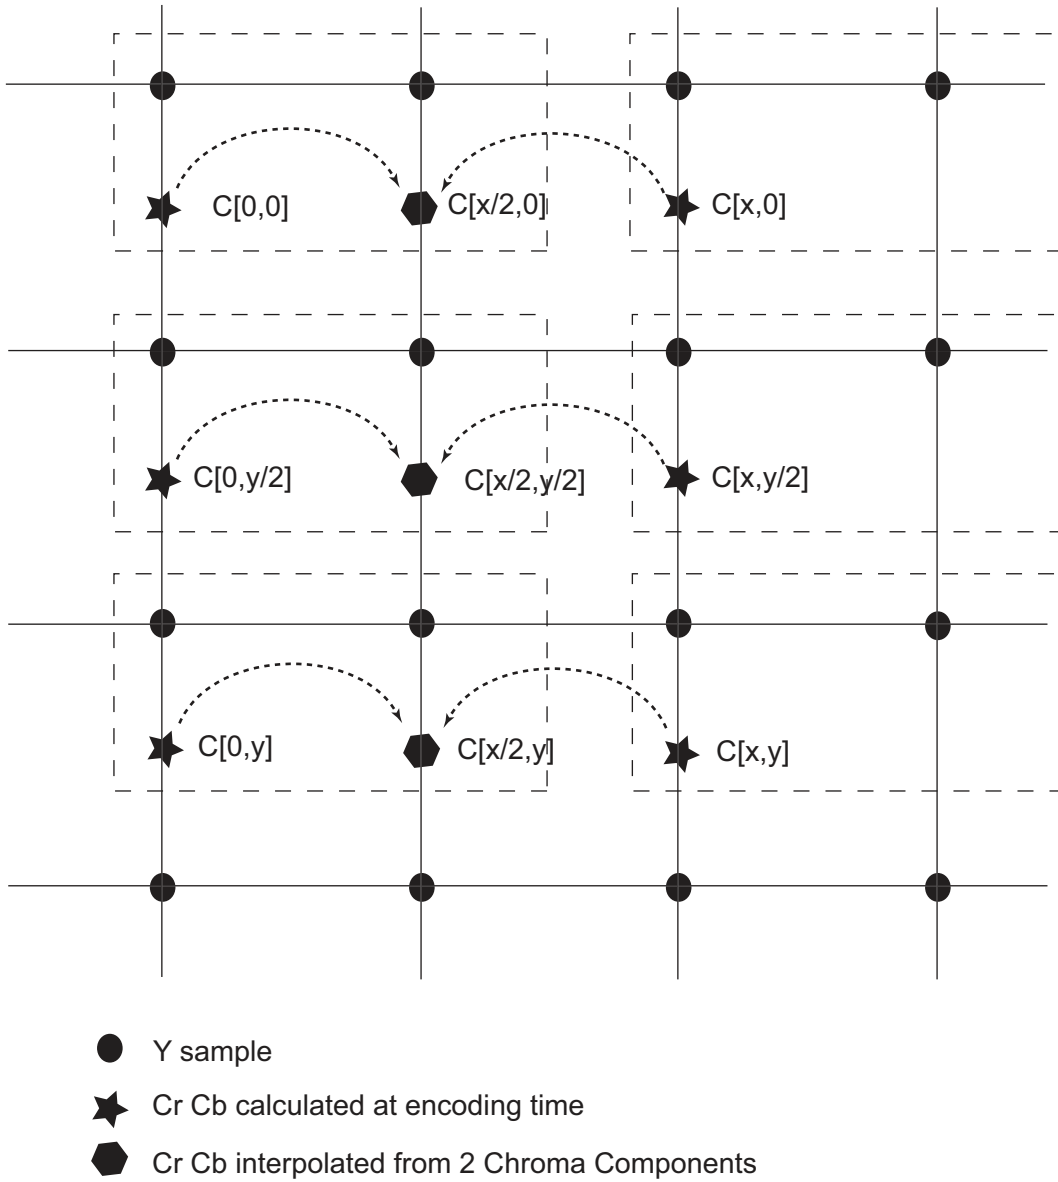 C[0,0]
C[x/2,0]
C[x,0]
C[0,y/2]
C[x/2,y/2]
C[x,y/2]
C[0,y]
C[x/2,y]
C[x,y]
Y sample
Cr Cb calculated at encoding time
Cr Cb interpolated from 2 Chroma Components